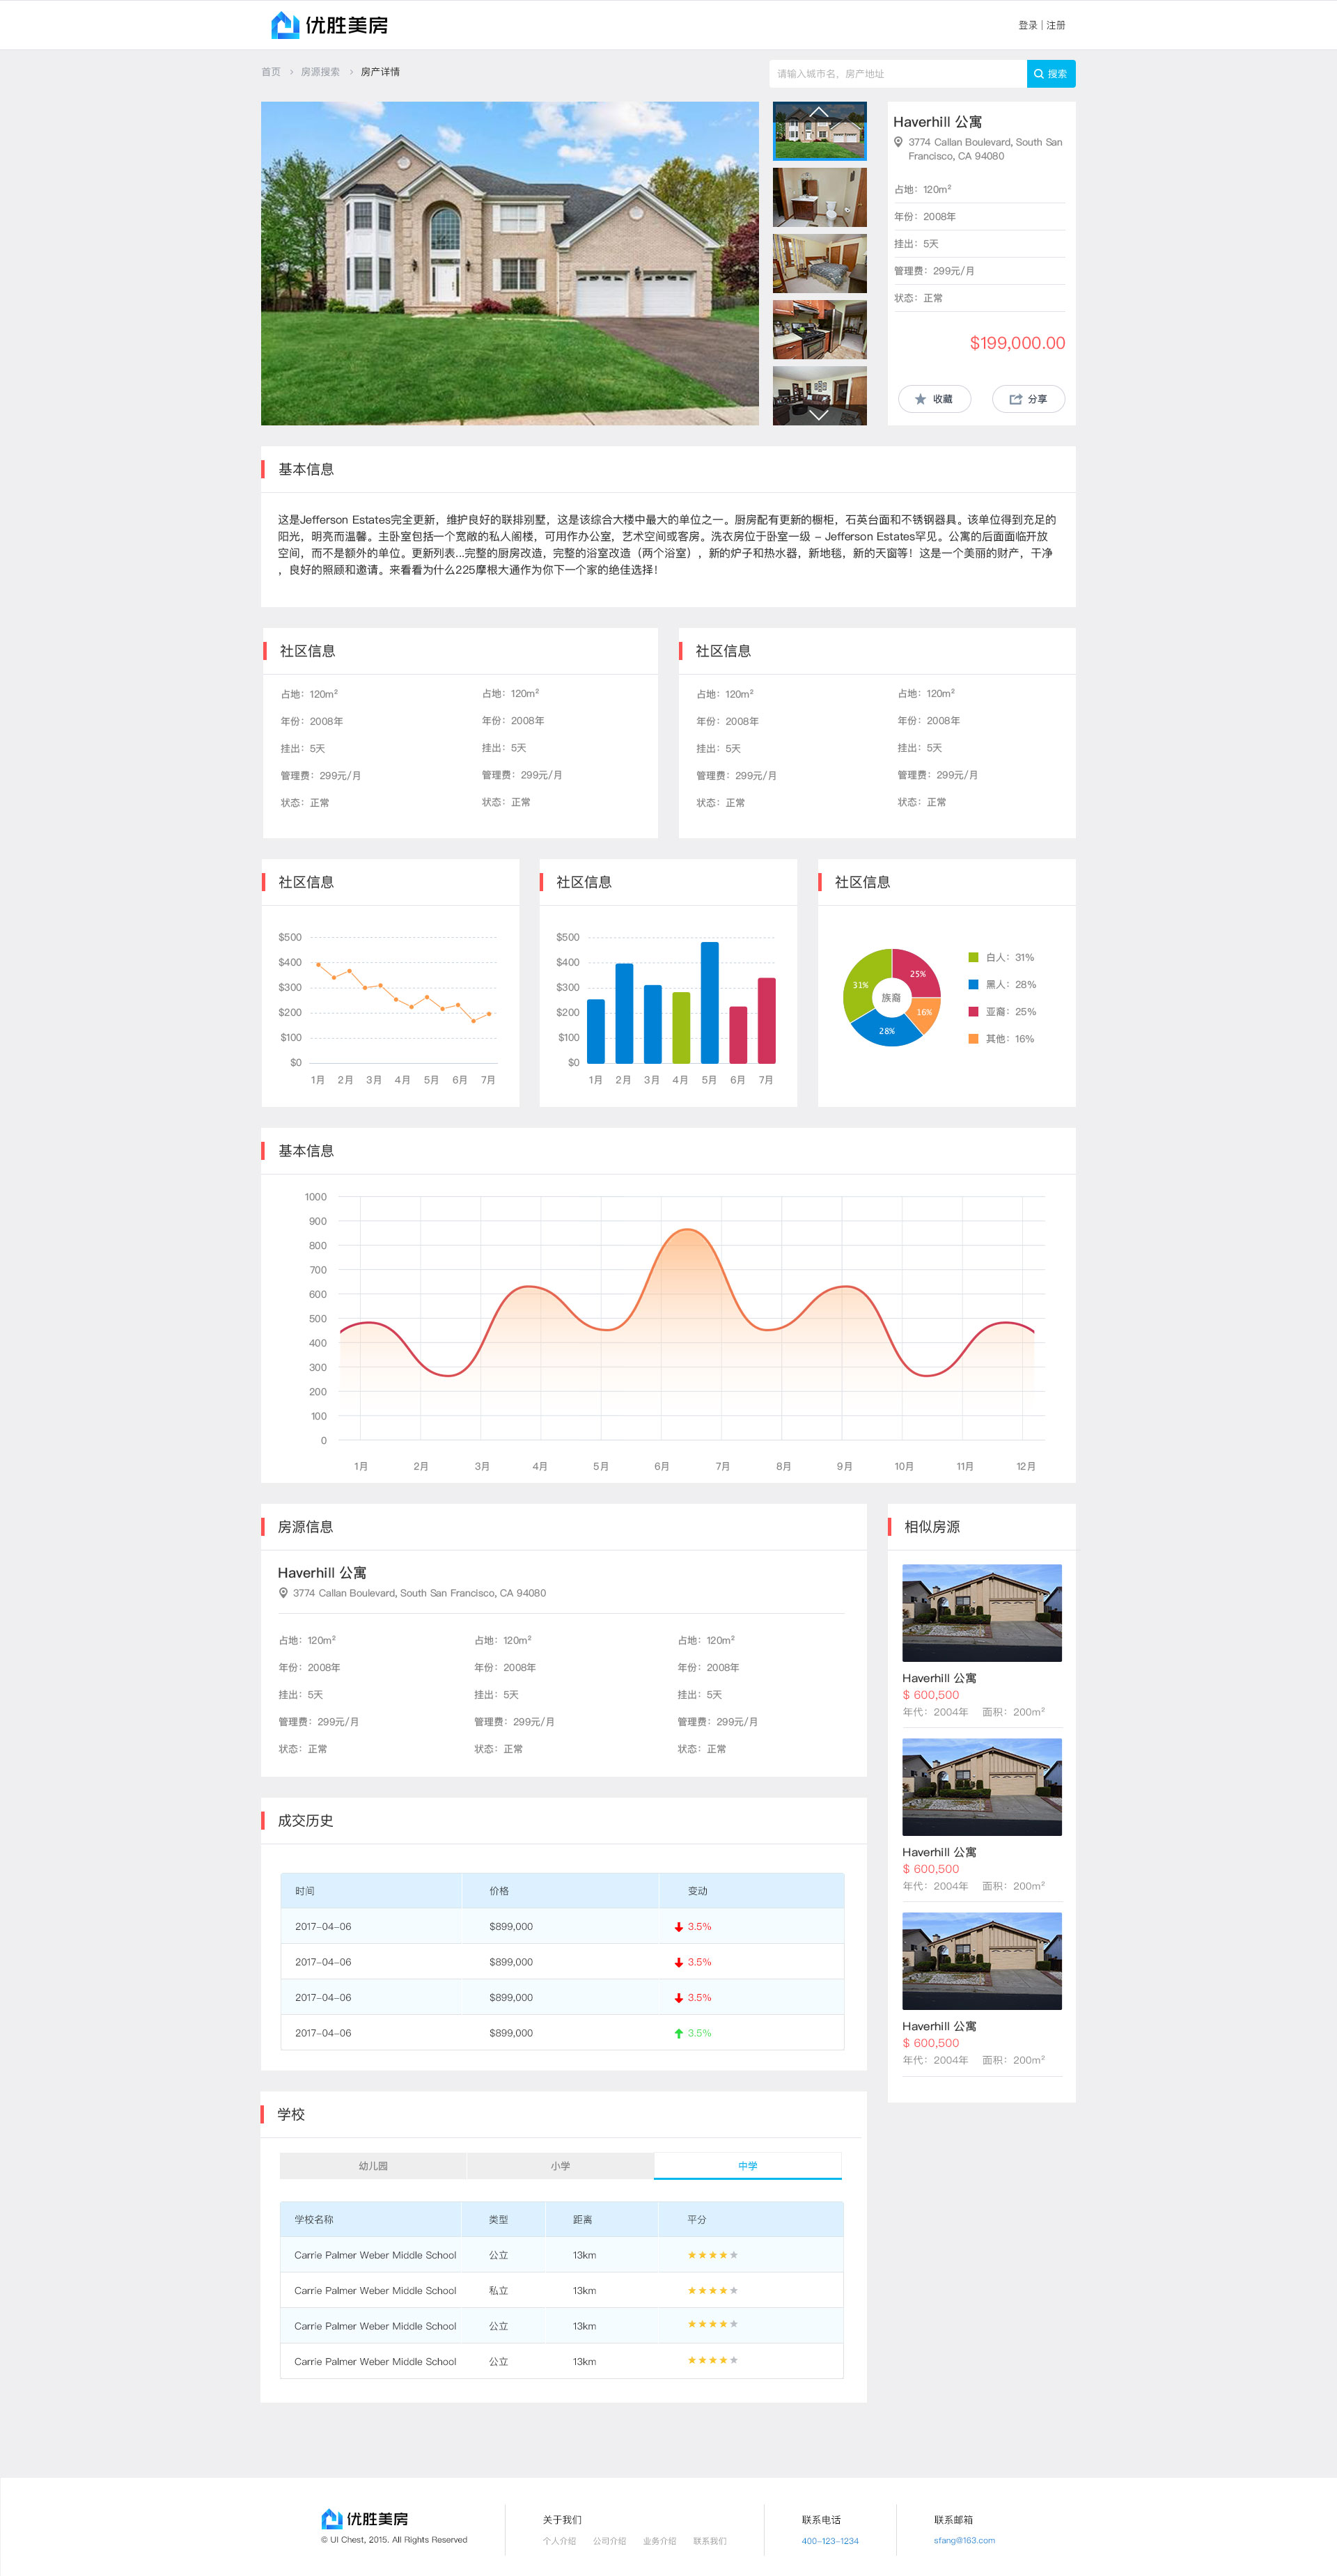 优胜美房
登录 | 注册
首页 > 房源搜索 > 房产详情
请输入城市名，房产地址
搜索
Haverhill 公寓
3774 Callan Boulevard, South San
Francisco, CA 94080
占地：120m²
年份：2008年
挂出：5天
管理费：299元/月
状态：正常
$199,000.00
收藏
分享
基本信息
这是Jefferson Estates完全更新，维护良好的联排别墅，这是该综合大楼中最大的单位之一。厨房配有更新的橱柜，石英台面和不锈钢器具。该单位得到充足的
阳光，明亮而温馨。主卧室包括一个宽敞的私人阁楼，可用作办公室，艺术空间或客房。洗衣房位于卧室一级 – Jefferson Estates罕见。公寓的后面面临开放
空间，而不是额外的单位。更新列表...完整的厨房改造，完整的浴室改造（两个浴室），新的炉子和热水器，新地毯，新的天窗等！这是一个美丽的财产，干净
，良好的照顾和邀请。来看看为什么225摩根大通作为你下一个家的绝佳选择！
社区信息
占地：120m² 占地：120m²
年份：2008年 年份：2008年
挂出：5天 挂出：5天
管理费：299元/月 管理费：299元/月
状态：正常 状态：正常
社区信息
占地：120m² 占地：120m²
年份：2008年 年份：2008年
挂出：5天 挂出：5天
管理费：299元/月 管理费：299元/月
状态：正常 状态：正常
社区信息
$500
$400
$300
$200
$100
$0
1月 2月 3月 4月 5月 6月 7月
社区信息
$500
$400
$300
$200
$100
$0
1月 2月 3月 4月 5月 6月 7月
社区信息
25%
31%
族裔
16%
28%
白人：31%
黑人：28%
亚裔：25%
其他：16%
基本信息
1000
900
800
700
600
500
400
300
200
100
0
1月 2月 3月 4月 5月 6月 7月 8月 9月 10月 11月 12月
房源信息
Haverhill 公寓
3774 Callan Boulevard, South San Francisco, CA 94080
占地：120m² 占地：120m² 占地：120m²
年份：2008年 年份：2008年 年份：2008年
挂出：5天 挂出：5天 挂出：5天
管理费：299元/月 管理费：299元/月 管理费：299元/月
状态：正常 状态：正常 状态：正常
相似房源
Haverhill 公寓
$ 600,500
年代：2004年 面积：200m²
Haverhill 公寓
$ 600,500
年代：2004年 面积：200m²
Haverhill 公寓
$ 600,500
年代：2004年 面积：200m²
成交历史
时间 价格 变动
2017-04-06 $899,000 3.5%
2017-04-06 $899,000 3.5%
2017-04-06 $899,000 3.5%
2017-04-06 $899,000 3.5%
学校
幼儿园 小学 中学
学校名称 类型 距离 平分
Carrie Palmer Weber Middle School 公立 13km
Carrie Palmer Weber Middle School 私立 13km
Carrie Palmer Weber Middle School 公立 13km
Carrie Palmer Weber Middle School 公立 13km
优胜美房
© UI Chest, 2015. All Rights Reserved
关于我们
个人介绍 公司介绍 业务介绍 联系我们
联系电话
400-123-1234
联系邮箱
sfang@163.com